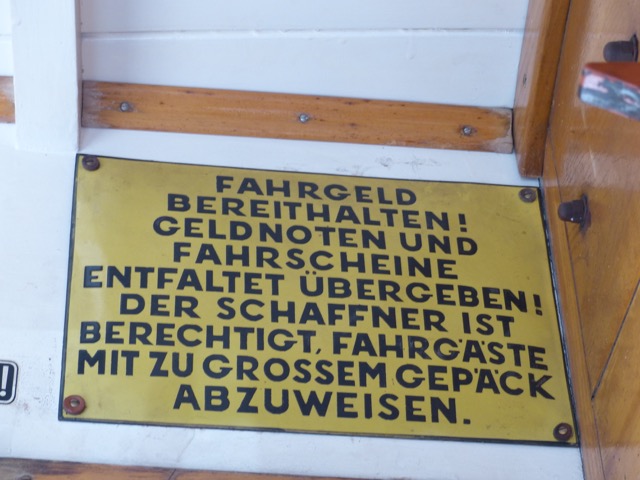 FAHRGELD
BEREITHALTEN!
GELDNOTEN UND
FAHRSCHEINE
ENTFALTET ÜBERGEBEN!
DER SCHAFFNER IST
BERECHTIGT, FAHRGÄSTE
MIT ZU GROSSEM GEPÄCK
ABZUWEISEN.
!